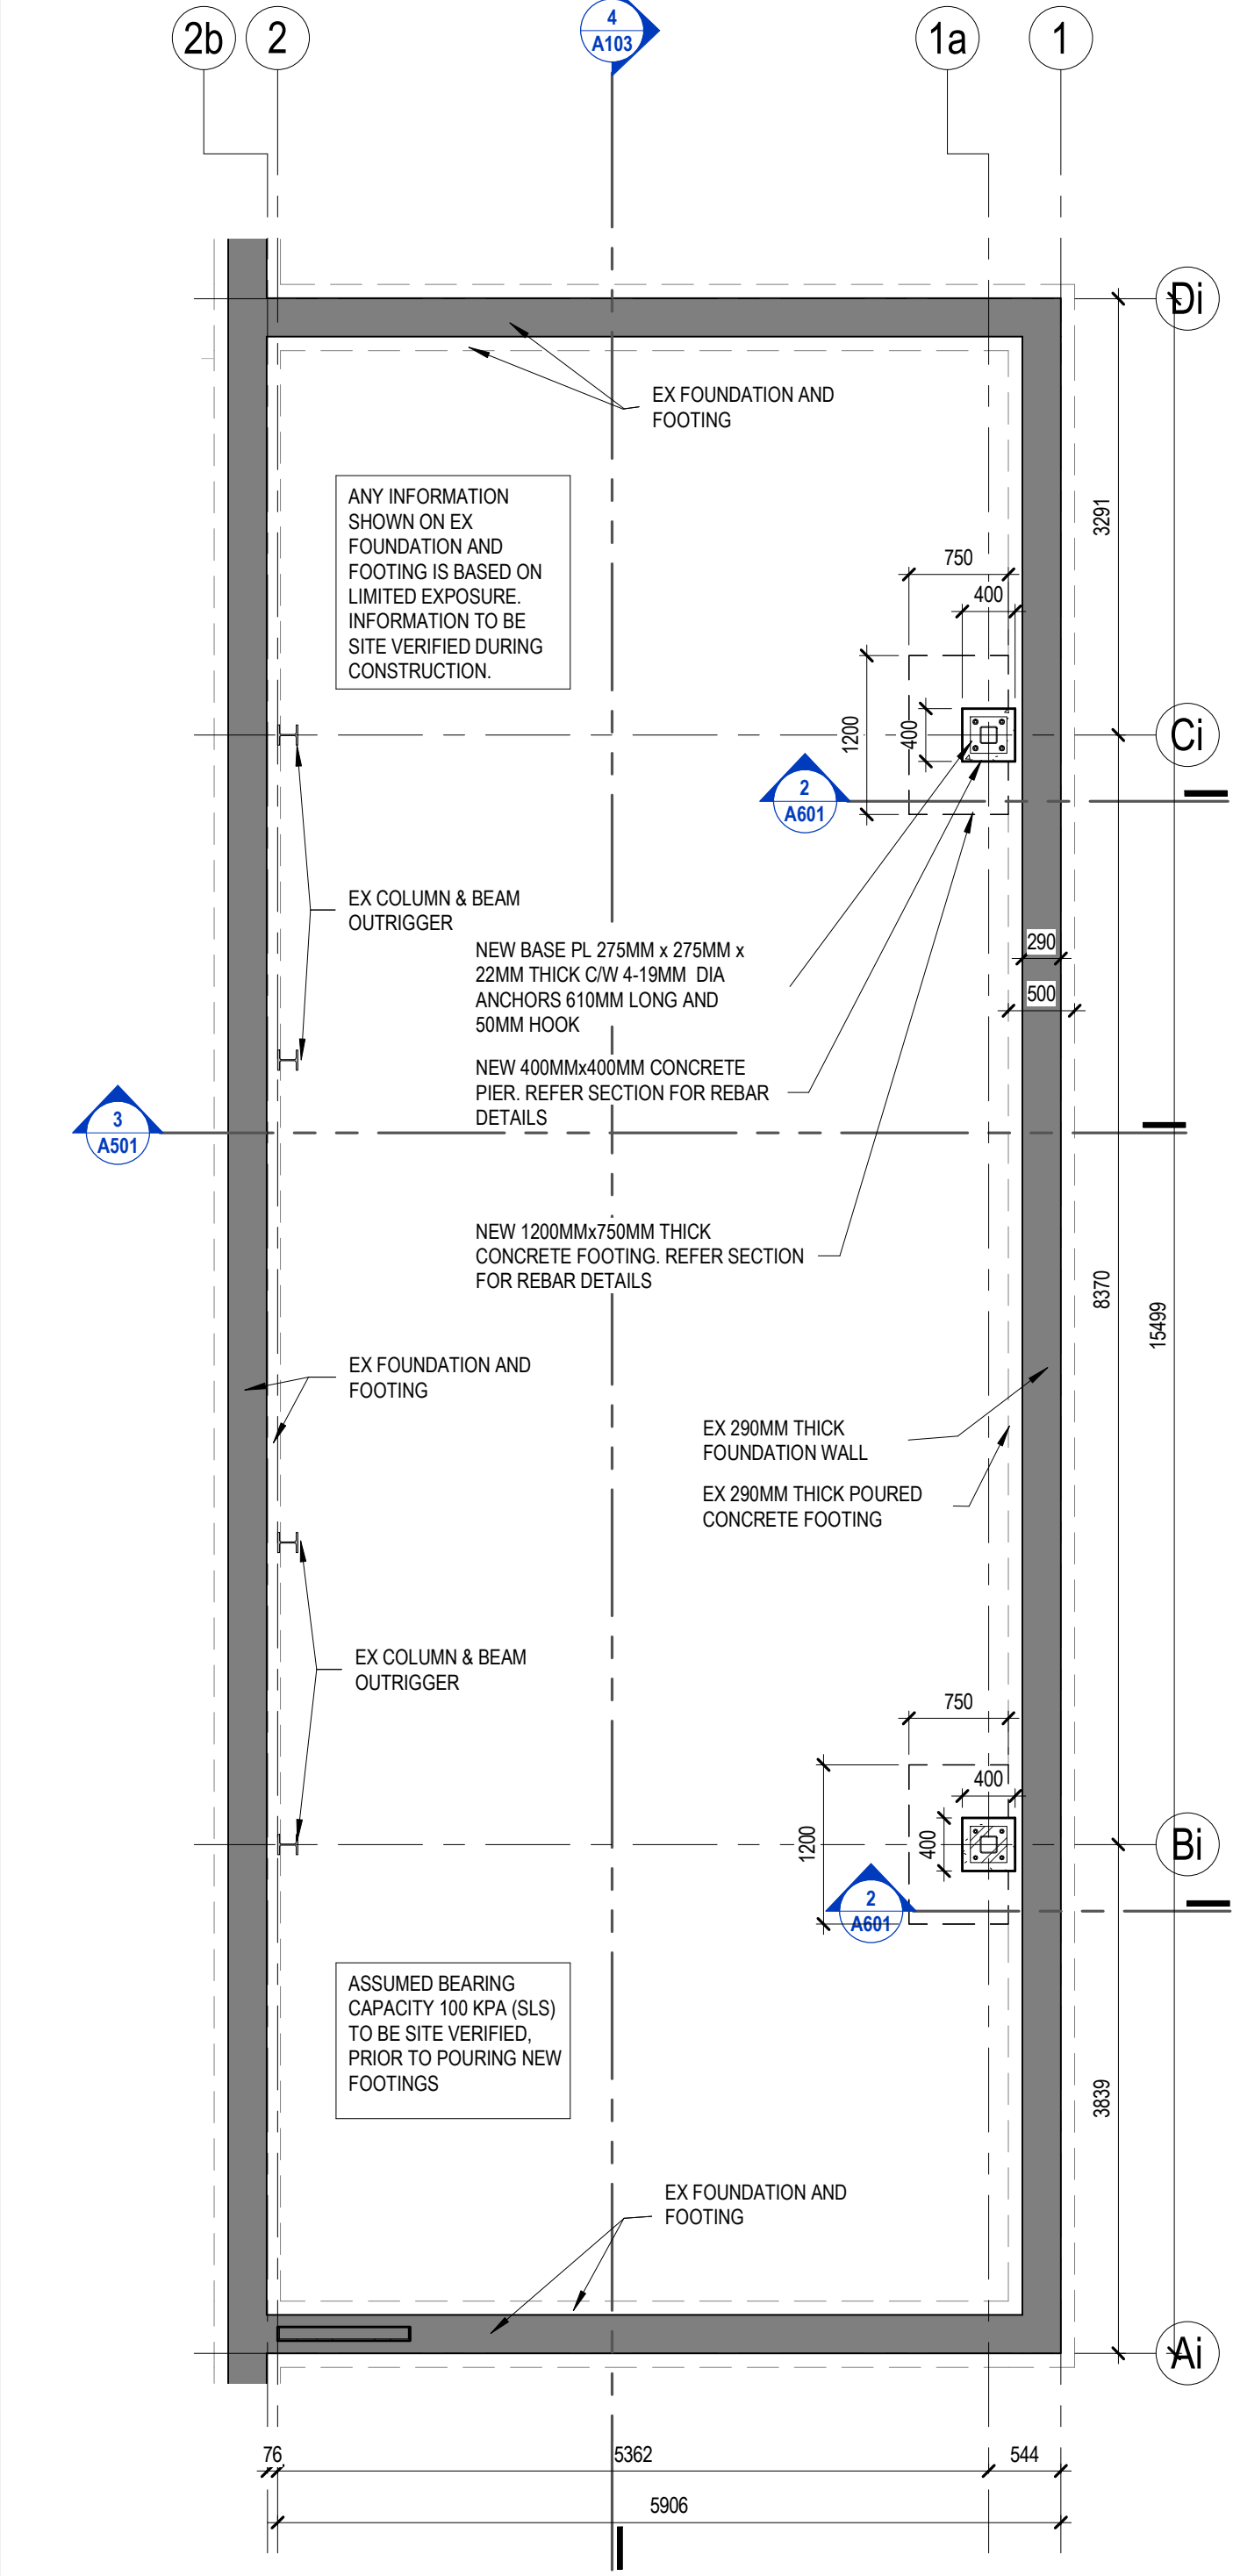 2b
2
4
A103
1a
1
Di
EX FOUNDATION AND
FOOTING
ANY INFORMATION
SHOWN ON EX
FOUNDATION AND
FOOTING IS BASED ON
LIMITED EXPOSURE.
INFORMATION TO BE
SITE VERIFIED DURING
CONSTRUCTION.
3291
750
400
1200
400
Ci
2
A601
EX COLUMN & BEAM
OUTRIGGER
NEW BASE PL 275MM x 275MM x
22MM THICK C/W 4-19MM DIA
ANCHORS 610MM LONG AND
50MM HOOK
290
500
NEW 400MMx400MM CONCRETE
PIER. REFER SECTION FOR REBAR
DETAILS
3
A501
NEW 1200MMx750MM THICK
CONCRETE FOOTING. REFER SECTION
FOR REBAR DETAILS
8370
15499
EX FOUNDATION AND
FOOTING
EX 290MM THICK
FOUNDATION WALL
EX 290MM THICK POURED
CONCRETE FOOTING
EX COLUMN & BEAM
OUTRIGGER
750
400
1200
400
Bi
2
A601
ASSUMED BEARING
CAPACITY 100 KPA (SLS)
TO BE SITE VERIFIED,
PRIOR TO POURING NEW
FOOTINGS
3839
EX FOUNDATION AND
FOOTING
Ai
76
5362
544
5906